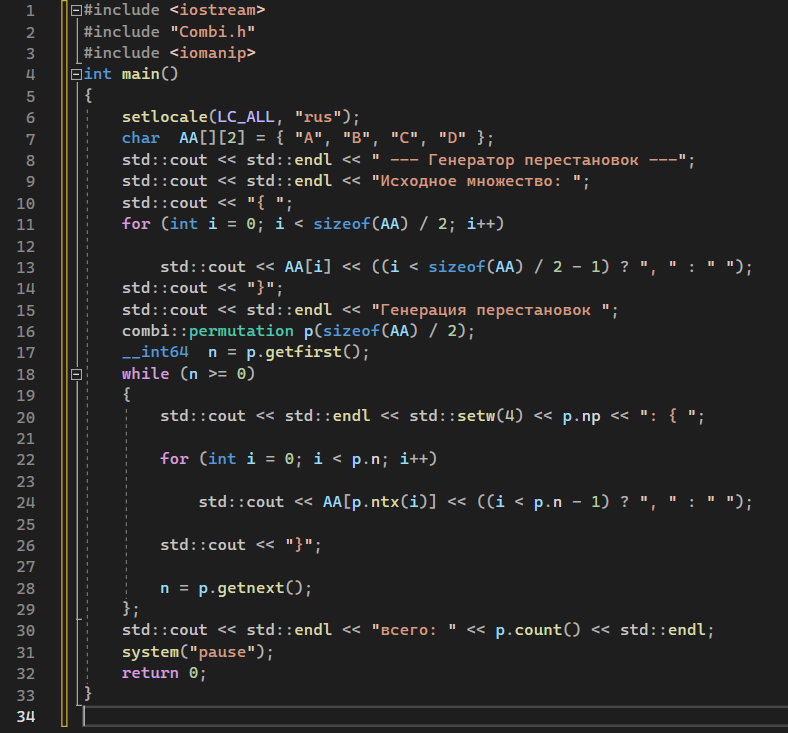 1 #include <iostream>
2 #include "Combi.h"
3 #include <iomanip>
4 int main()
5 {
6 setlocale(LC_ALL, "rus");
7 char  AA[][2] = { "A", "B", "C", "D" };
8 std::cout << std::endl << " --- Генератор перестановок ---";
9 std::cout << std::endl << "Исходное множество: ";
10 std::cout << "{ ";
11 for (int i = 0; i < sizeof(AA) / 2; i++)
12
13 std::cout << AA[i] << ((i < sizeof(AA) / 2 - 1) ? ", " : " ");
14 std::cout << "}";
15 std::cout << std::endl << "Генерация перестановок ";
16 combi::permutation p(sizeof(AA) / 2);
17 __int64  n = p.getfirst();
18 while (n >= 0)
19 {
20 std::cout << std::endl << std::setw(4) << p.np << ": { ";
21
22 for (int i = 0; i < p.n; i++)
23
24 std::cout << AA[p.ntx(i)] << ((i < p.n - 1) ? ", " : " ");
25
26 std::cout << "}";
27
28 n = p.getnext();
29 };
30 std::cout << std::endl << "всего: " << p.count() << std::endl;
31 system("pause");
32 return 0;
33 }
34